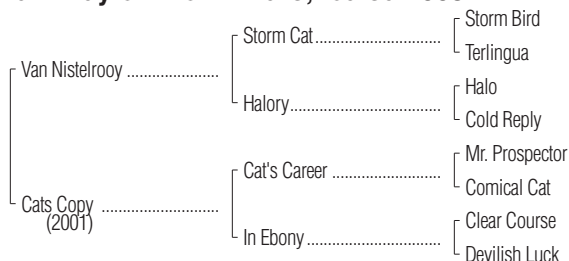 Storm Bird
Storm Cat
Terlingua
Van Nistelrooy
Halo
Halory
Cold Reply
Mr. Prospector
Cat's Career
Comical Cat
Cats Copy
(2001)
Clear Course
In Ebony
Devilish Luck